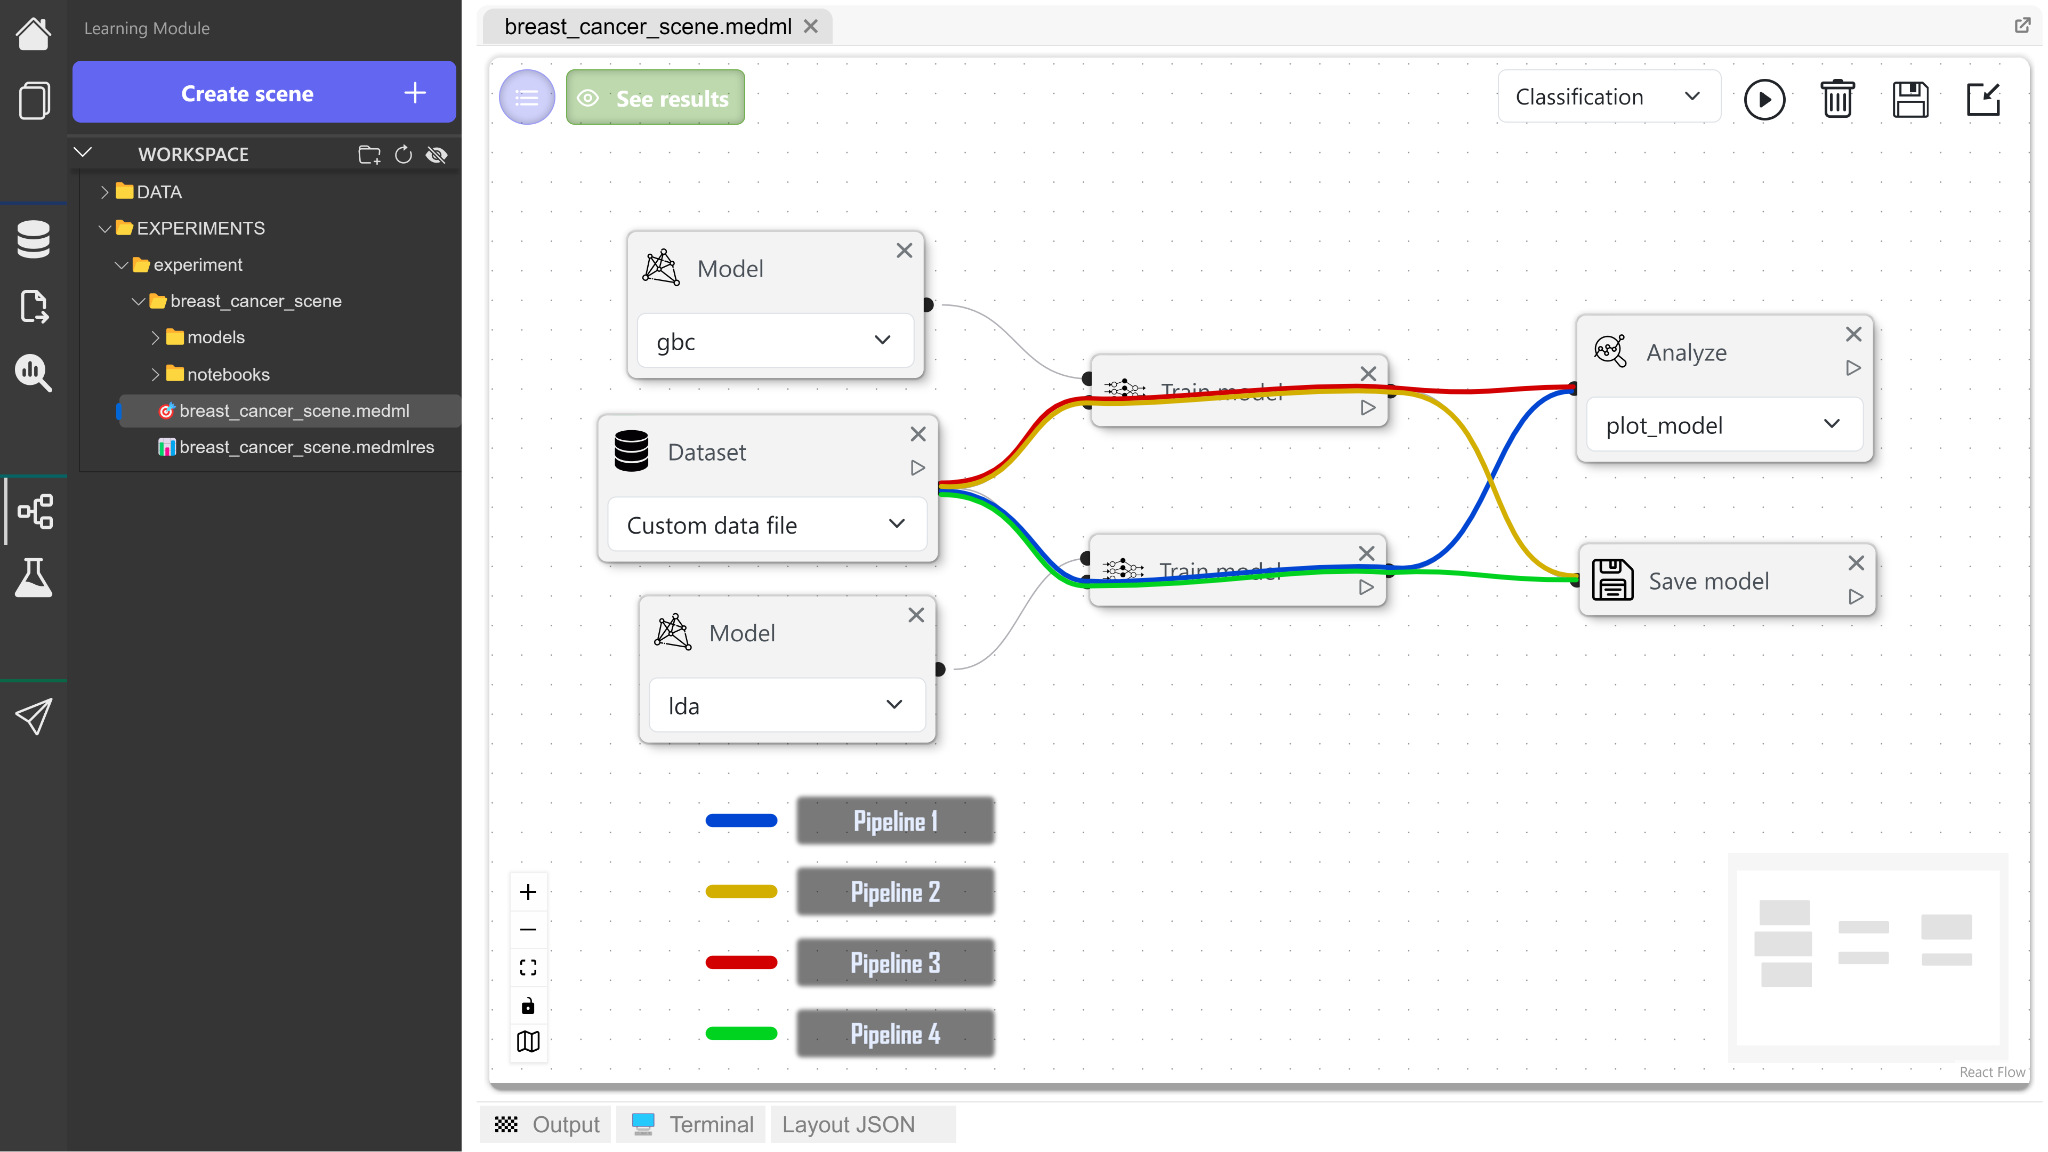 Learning Module
Create scene
WORKSPACE
DATA
EXPERIMENTS
experiment
breast_cancer_scene
models
notebooks
breast_cancer_scene.medml
breast_cancer_scene.medmlres
breast_cancer_scene.medml
See results
Classification
Model
gbc
Dataset
Custom data file
Model
lda
Train model
Train model
Analyze
plot_model
Save model
Pipeline 1
Pipeline 2
Pipeline 3
Pipeline 4
React Flow
Output
Terminal
Layout JSON